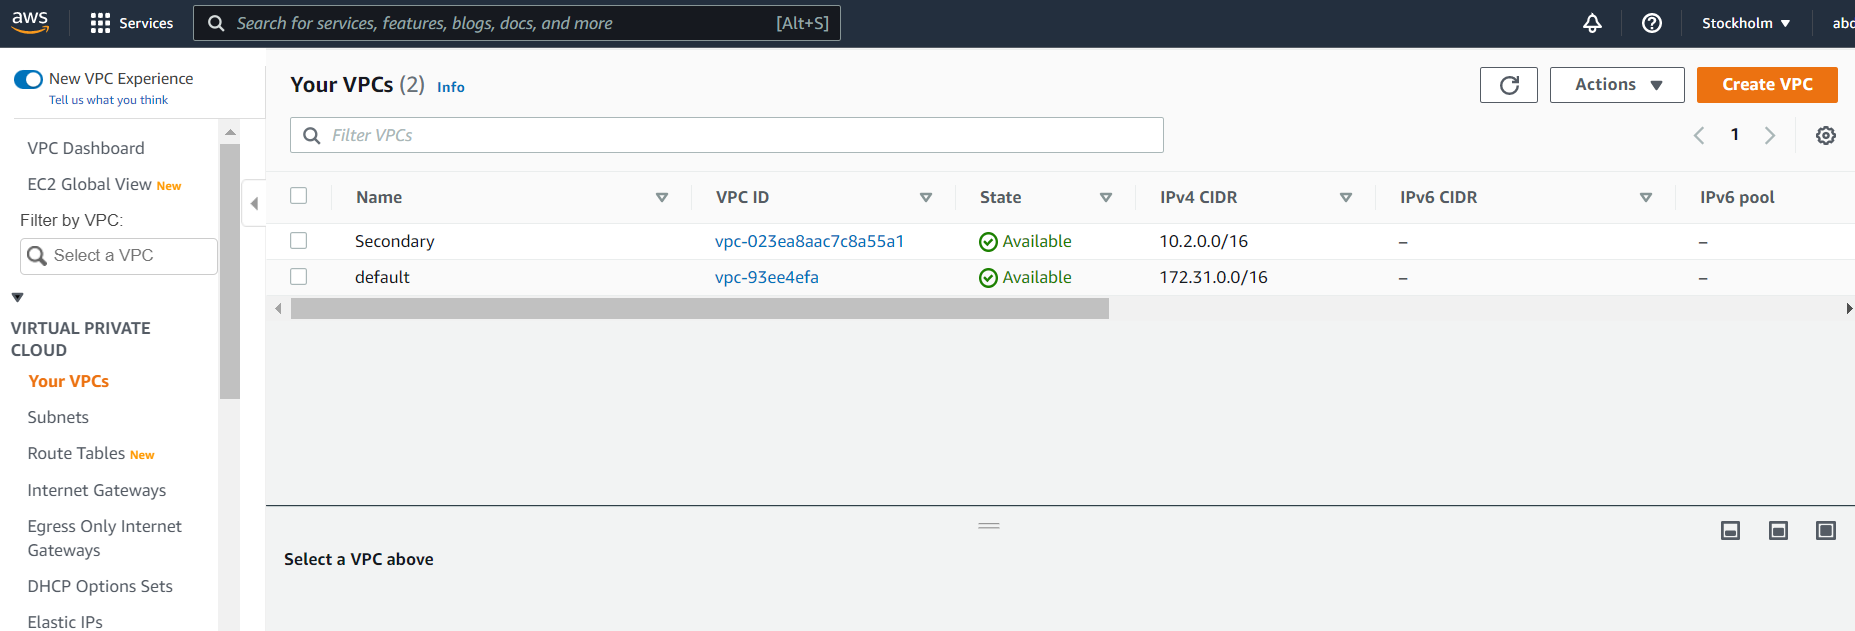 aws Services Search for services, features, blogs, docs, and more [Alt+S] Stockholm
New VPC Experience
Tell us what you think
VPC Dashboard
EC2 Global View New
Filter by VPC:
Select a VPC
VIRTUAL PRIVATE
CLOUD
Your VPCs
Subnets
Route Tables New
Internet Gateways
Egress Only Internet
Gateways
DHCP Options Sets
Elastic IPs
Your VPCs (2) Info Actions Create VPC
Filter VPCs 1
Name VPC ID State IPv4 CIDR IPv6 CIDR IPv6 pool
Secondary vpc-023ea8aac7c8a55a1 Available 10.2.0.0/16 – –
default vpc-93ee4efa Available 172.31.0.0/16 – –
Select a VPC above